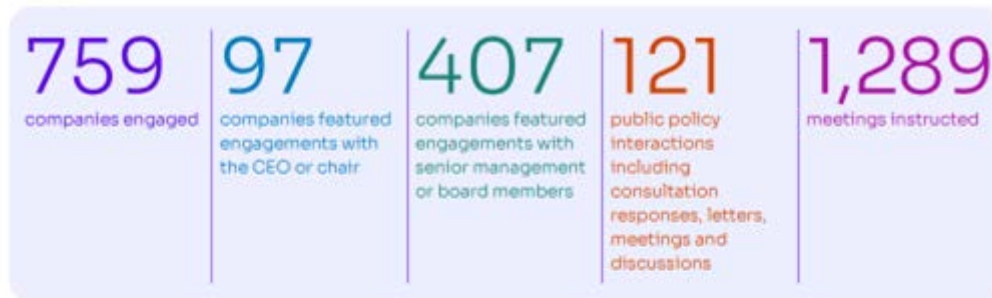 759
companies engaged
97
companies featured
engagements with
the CEO or chair
407
companies featured
engagements with
senior management
or board members
121
public policy
interactions
including
consultation
responses, letters,
meetings and
discussions
1,289
meetings instructed